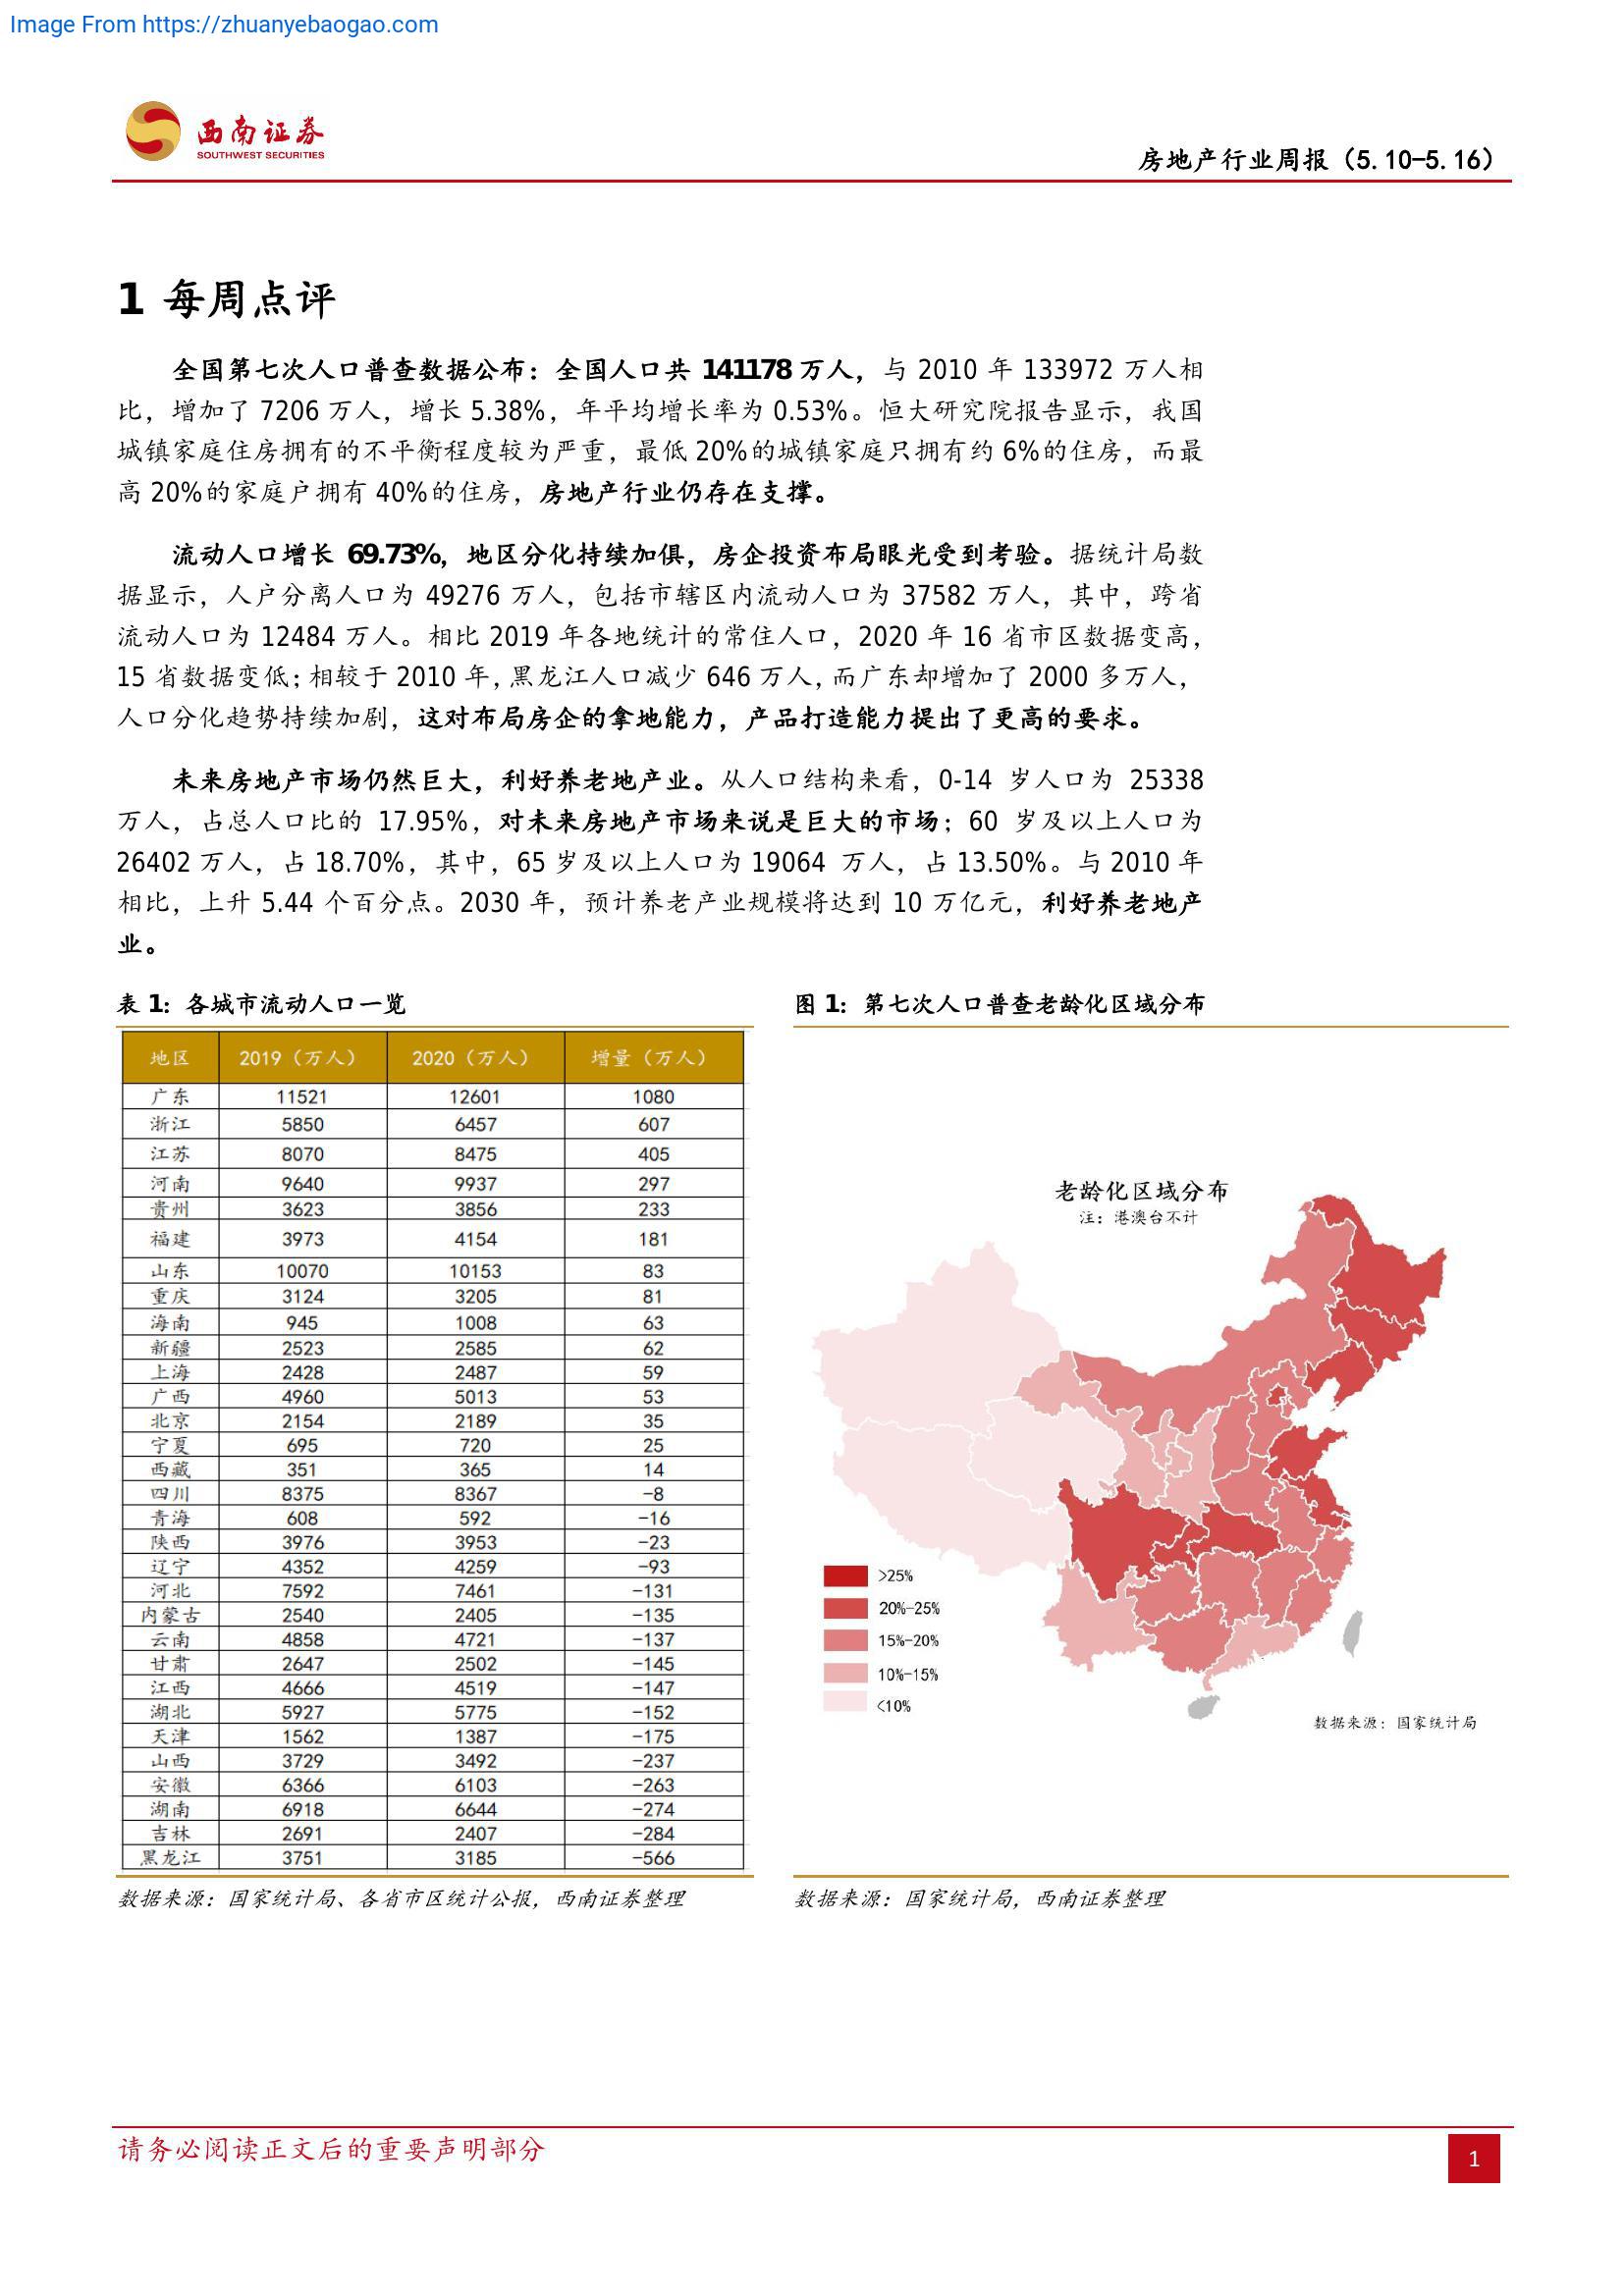 Image From https://zhuanyebaogao.com
西南证券
SOUTHWEST SECURITIES
房地产行业周报（5.10-5.16）
1 每周点评
全国第七次人口普查数据公布：全国人口共 141178 万人，与 2010 年 133972 万人相
比，增加了 7206 万人，增长 5.38%，年平均增长率为 0.53%。恒大研究院报告显示，我国
城镇家庭住房拥有的不平衡程度较为严重，最低 20%的城镇家庭只拥有约 6%的住房，而最
高 20%的家庭户拥有 40%的住房，房地产行业仍存在支撑。
流动人口增长 69.73%，地区分化持续加俱，房企投资布局眼光受到考验。据统计局数
据显示，人户分离人口为 49276 万人，包括市辖区内流动人口为 37582 万人，其中，跨省
流动人口为 12484 万人。相比 2019 年各地统计的常住人口，2020 年 16 省市区数据变高，
15 省数据变低；相较于 2010 年，黑龙江人口减少 646 万人，而广东却增加了 2000 多万人，
人口分化趋势持续加剧，这对布局房企的拿地能力，产品打造能力提出了更高的要求。
未来房地产市场仍然巨大，利好养老地产业。从人口结构来看，0-14 岁人口为 25338
万人，占总人口比的 17.95%，对未来房地产市场来说是巨大的市场；60 岁及以上人口为
26402 万人，占 18.70%，其中，65 岁及以上人口为 19064 万人，占 13.50%。与 2010 年
相比，上升 5.44 个百分点。2030 年，预计养老产业规模将达到 10 万亿元，利好养老地产
业。
表 1：各城市流动人口一览
地区 2019（万人） 2020（万人） 增量（万人）
广东 11521 12601 1080
浙江 5850 6457 607
江苏 8070 8475 405
河南 9640 9937 297
贵州 3623 3856 233
福建 3973 4154 181
山东 10070 10153 83
重庆 3124 3205 81
海南 945 1008 63
新疆 2523 2585 62
上海 2428 2487 59
广西 4960 5013 53
北京 2154 2189 35
宁夏 695 720 25
西藏 351 365 14
四川 8375 8367 -8
青海 608 592 -16
陕西 3976 3953 -23
辽宁 4352 4259 -93
河北 7592 7461 -131
内蒙古 2540 2405 -135
云南 4858 4721 -137
甘肃 2647 2502 -145
江西 4666 4519 -147
湖北 5927 5775 -152
天津 1562 1387 -175
山西 3729 3492 -237
安徽 6366 6103 -263
湖南 6918 6644 -274
吉林 2691 2407 -284
黑龙江 3751 3185 -566
数据来源：国家统计局、各省市区统计公报，西南证券整理
图 1：第七次人口普查老龄化区域分布
老龄化区域分布
注：港澳台不计
>25%
20%-25%
15%-20%
10%-15%
<10%
数据来源：国家统计局
数据来源：国家统计局，西南证券整理
请务必阅读正文后的重要声明部分
1